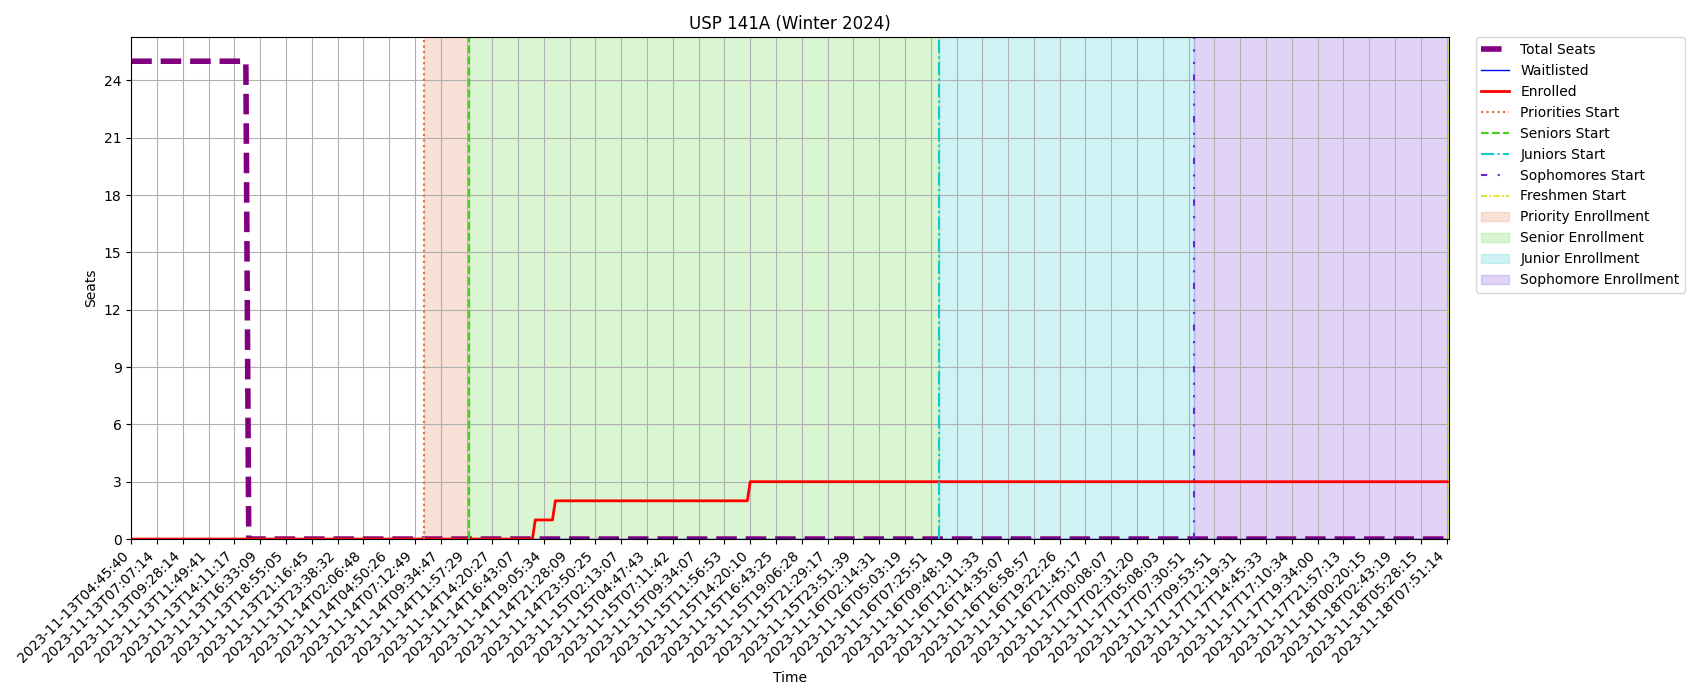 USP 141A (Winter 2024)
Seats
24
21
18
15
12
9
6
3
0
2023-11-13T04:45:40
2023-11-13T07:07:14
2023-11-13T09:28:14
2023-11-13T11:49:41
2023-11-13T14:11:17
2023-11-13T16:33:09
2023-11-13T18:55:05
2023-11-13T21:16:45
2023-11-13T23:38:32
2023-11-14T02:06:48
2023-11-14T04:50:26
2023-11-14T07:12:49
2023-11-14T09:34:47
2023-11-14T11:57:29
2023-11-14T14:20:27
2023-11-14T16:43:07
2023-11-14T19:05:34
2023-11-14T21:28:09
2023-11-14T23:50:25
2023-11-15T02:13:07
2023-11-15T04:47:43
2023-11-15T07:11:42
2023-11-15T09:34:07
2023-11-15T11:56:53
2023-11-15T14:20:10
2023-11-15T16:43:25
2023-11-15T19:06:28
2023-11-15T21:29:17
2023-11-15T23:51:39
2023-11-16T02:14:31
2023-11-16T05:03:19
2023-11-16T07:25:51
2023-11-16T09:48:19
2023-11-16T12:11:33
2023-11-16T14:35:07
2023-11-16T16:58:57
2023-11-16T19:22:26
2023-11-16T21:45:17
2023-11-17T00:08:07
2023-11-17T02:31:20
2023-11-17T05:08:03
2023-11-17T07:30:51
2023-11-17T09:53:51
2023-11-17T12:19:31
2023-11-17T14:45:33
2023-11-17T17:10:34
2023-11-17T19:34:00
2023-11-17T21:57:13
2023-11-18T00:20:15
2023-11-18T02:43:19
2023-11-18T05:28:15
2023-11-18T07:51:14
Time
Total Seats
Waitlisted
Enrolled
Priorities Start
Seniors Start
Juniors Start
Sophomores Start
Freshmen Start
Priority Enrollment
Senior Enrollment
Junior Enrollment
Sophomore Enrollment